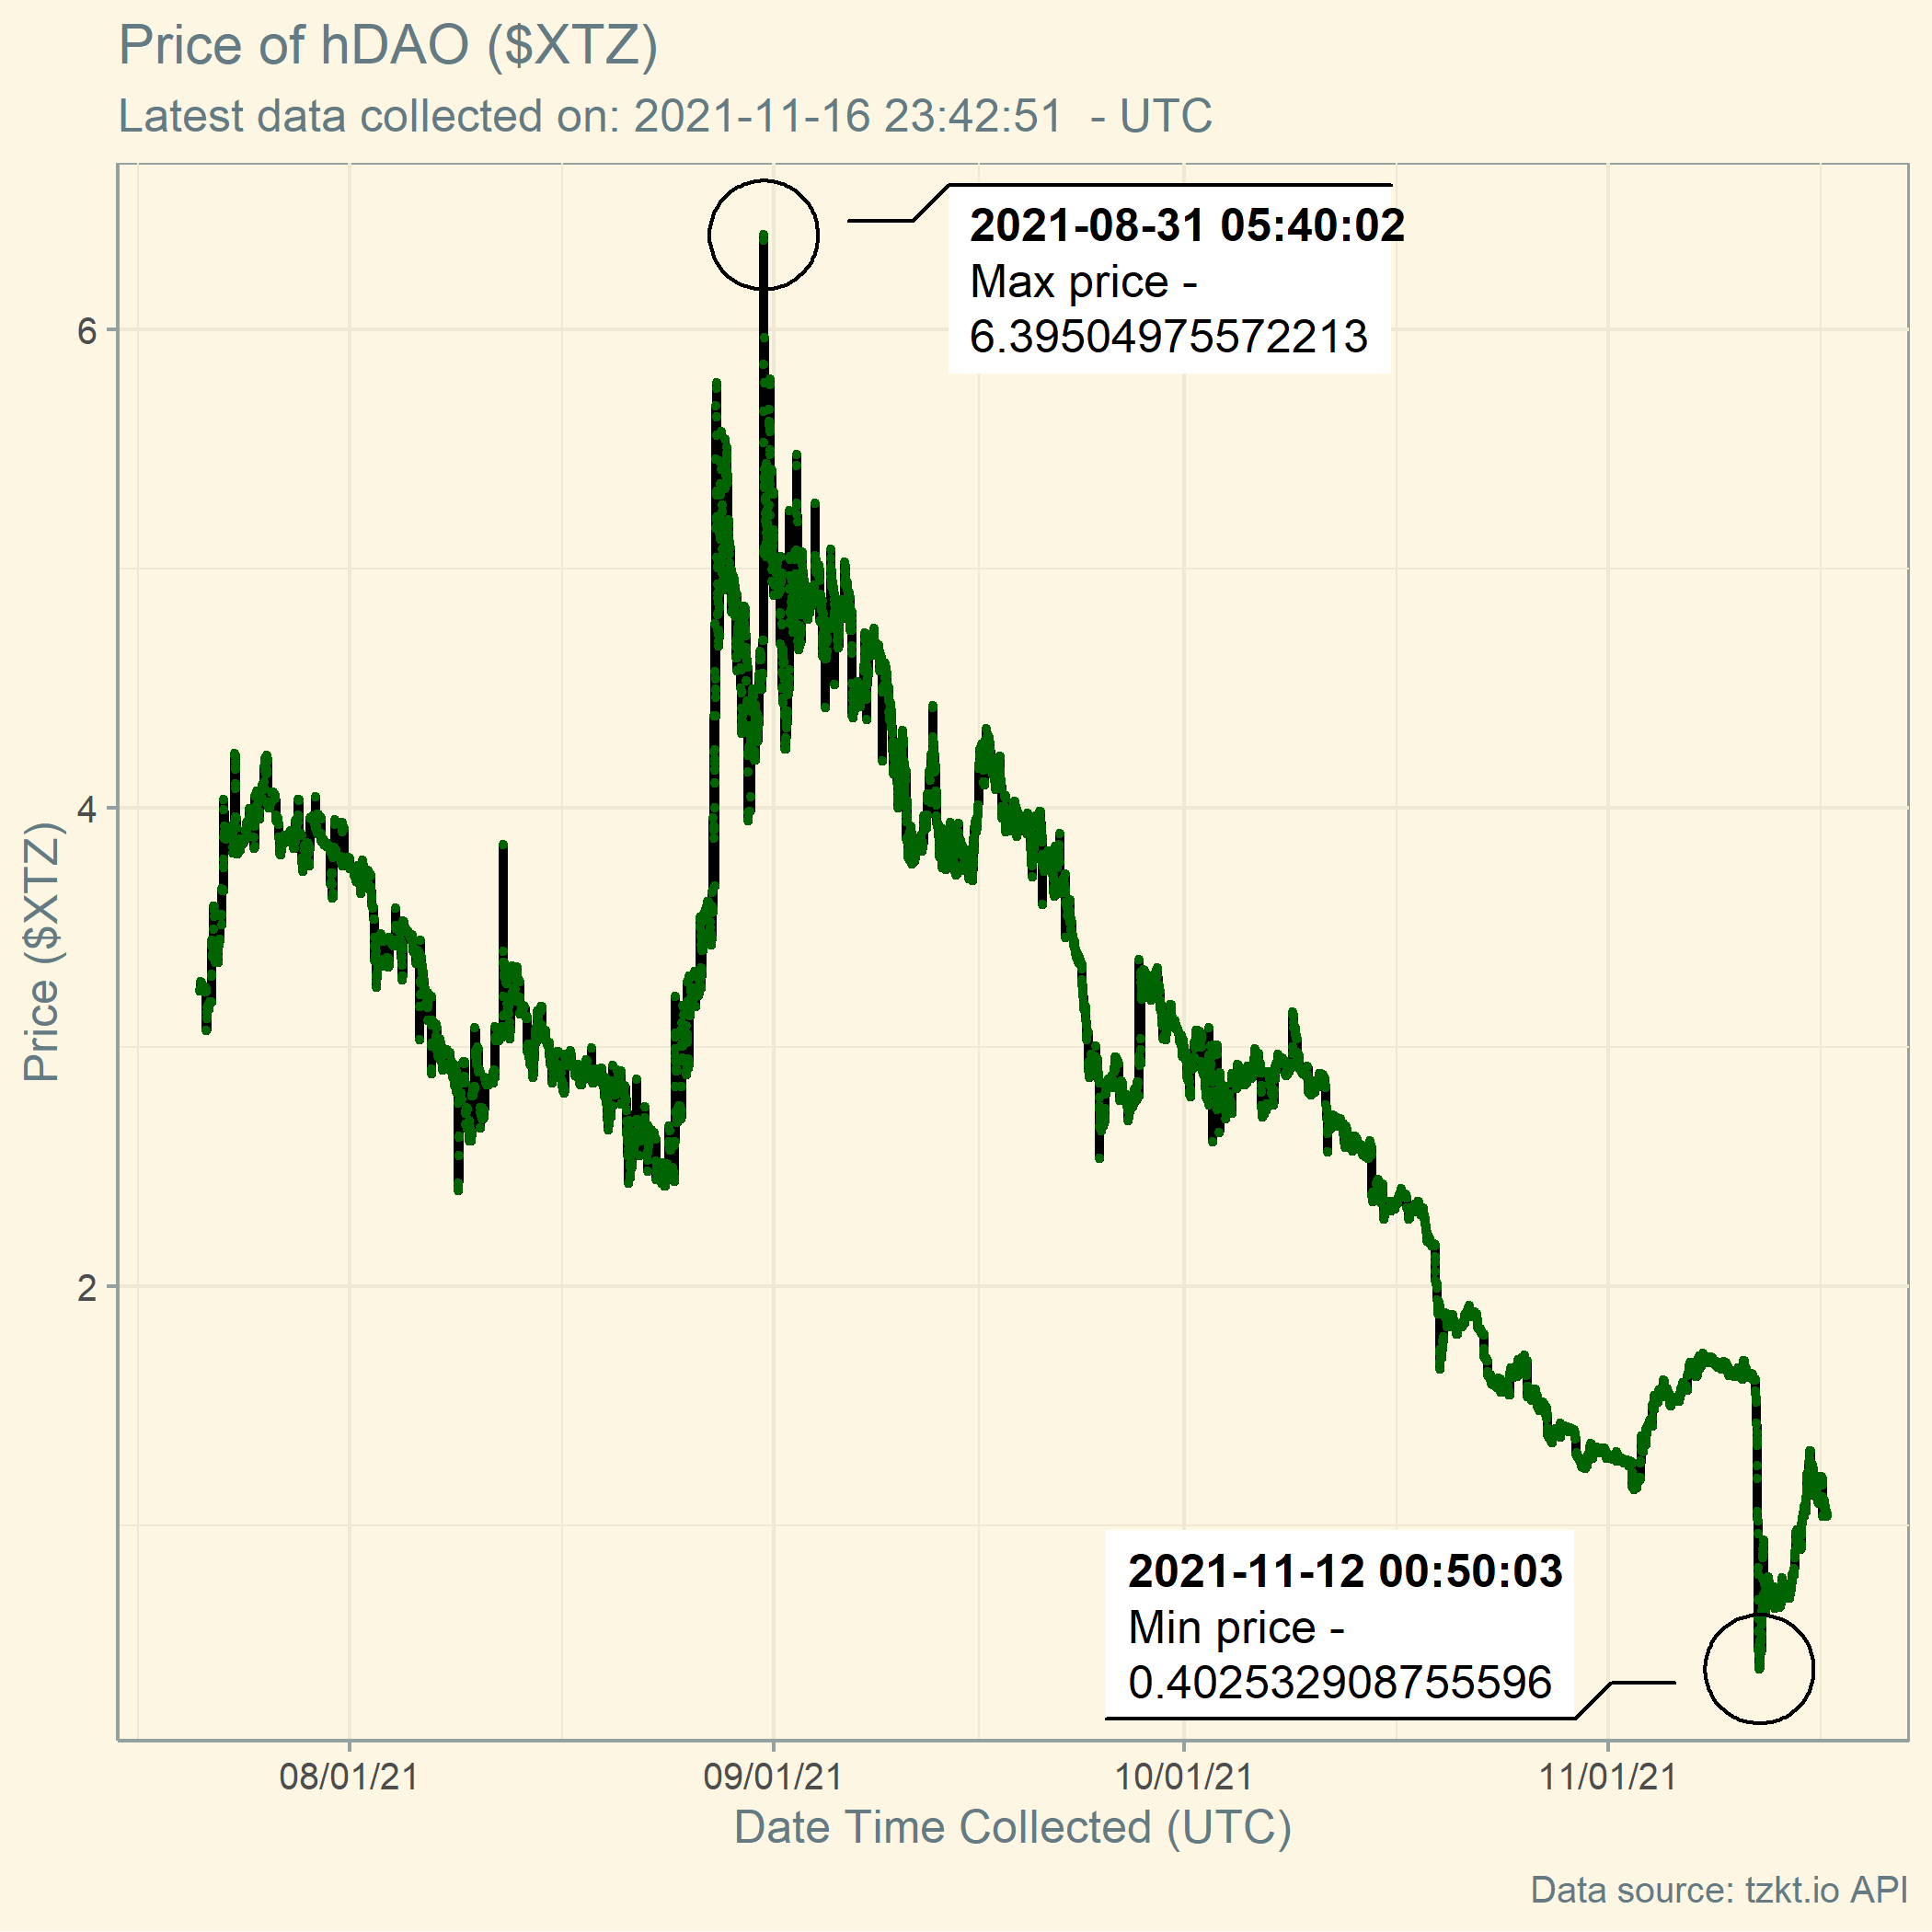 Price of hDAO ($XTZ)
Latest data collected on: 2021-11-16 23:42:51  - UTC
2021-08-31 05:40:02
Max price -
6.39504975572213
6
4
2
Price ($XTZ)
2021-11-12 00:50:03
Min price -
0.402532908755596
08/01/21 09/01/21 10/01/21 11/01/21
Date Time Collected (UTC)
Data source: tzkt.io API